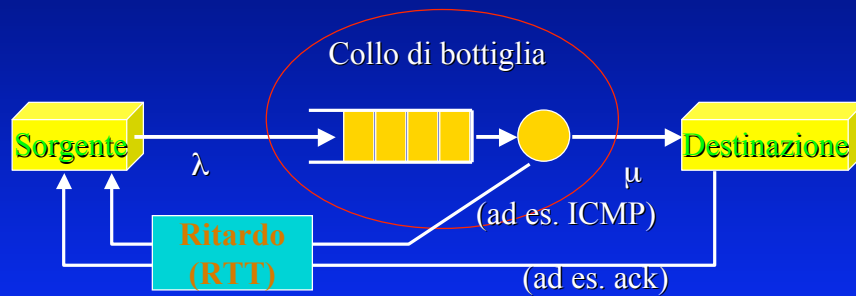 Collo di bottiglia
Sorgente
λ
μ
Destinazione
(ad es. ICMP)
Ritardo
(RTT)
(ad es. ack)